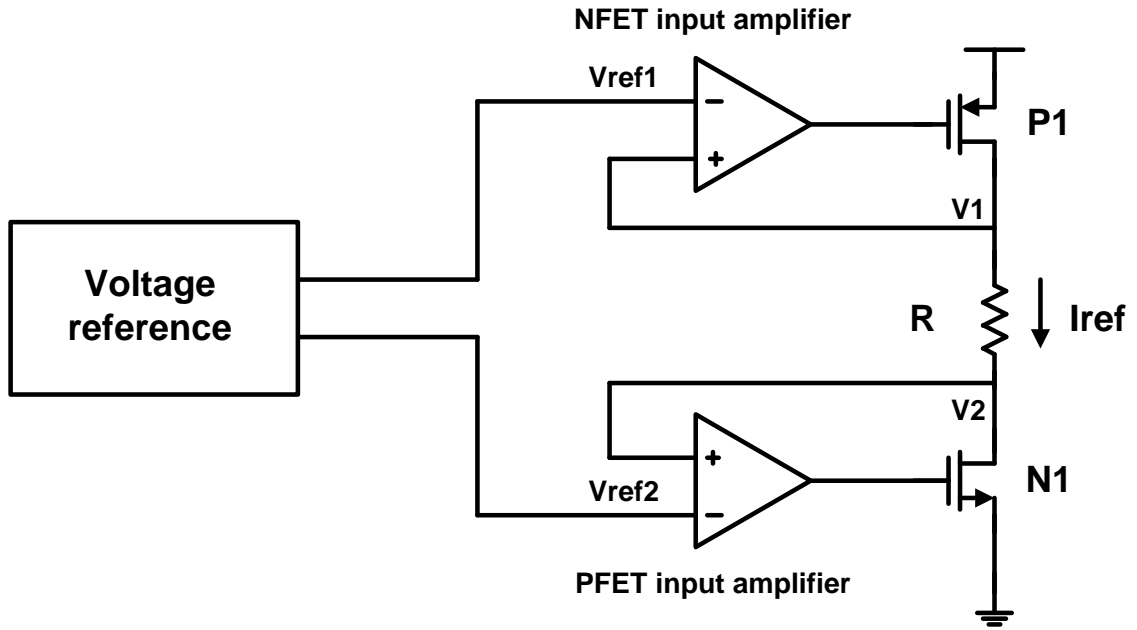 NFET input amplifier
Vref1
−
+
P1
V1
Voltage
reference
R
Iref
V2
+
−
Vref2
N1
PFET input amplifier